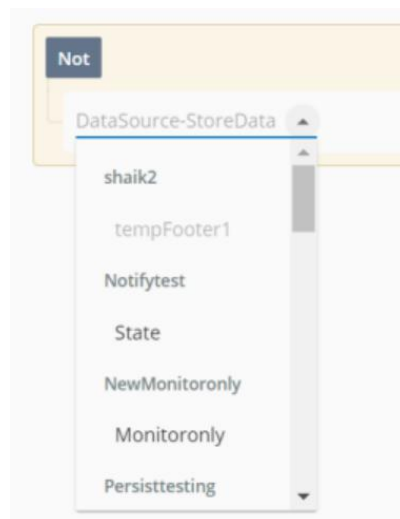 Not
DataSource-StoreData
shaik2
tempFooter1
Notifytest
State
NewMonitoronly
Monitoronly
Persisttesting